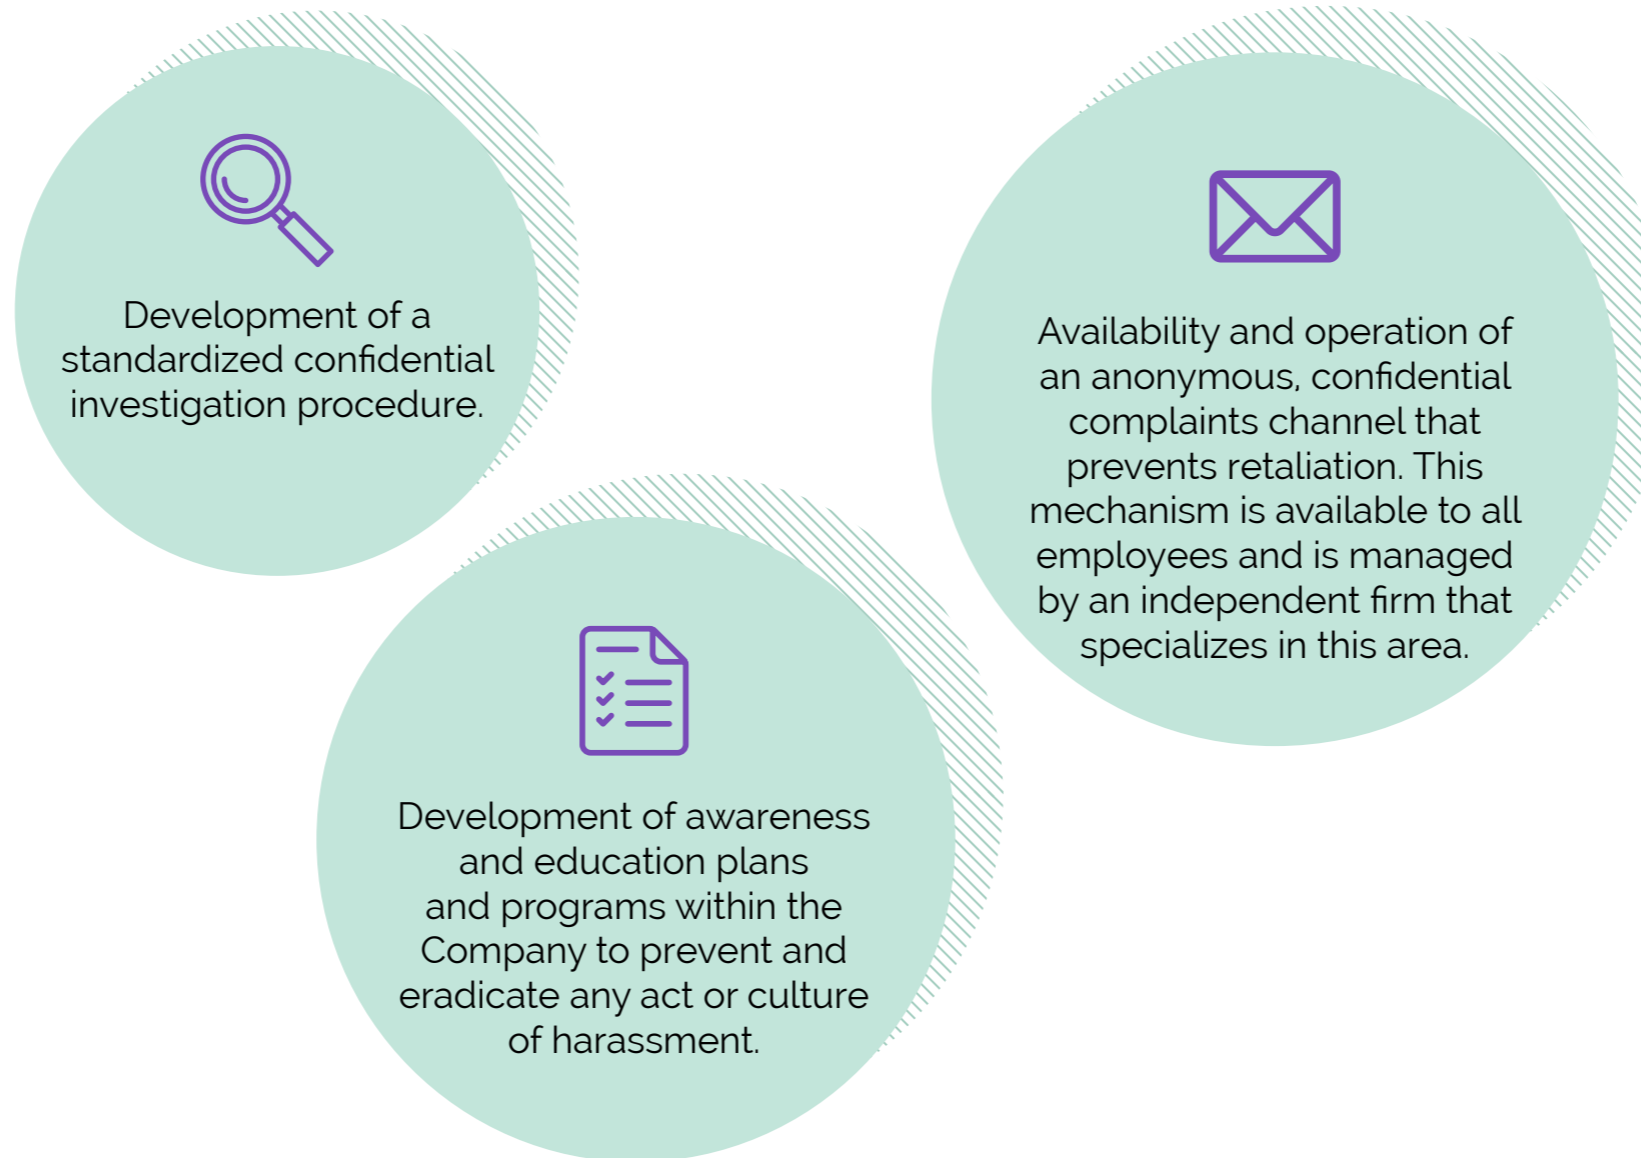 Development of a
standardized confidential
investigation procedure.
Development of awareness
and education plans
and programs within the
Company to prevent and
eradicate any act or culture
of harassment.
Availability and operation of
an anonymous, confidential
complaints channel that
prevents retaliation. This
mechanism is available to all
employees and is managed
by an independent firm that
specializes in this area.